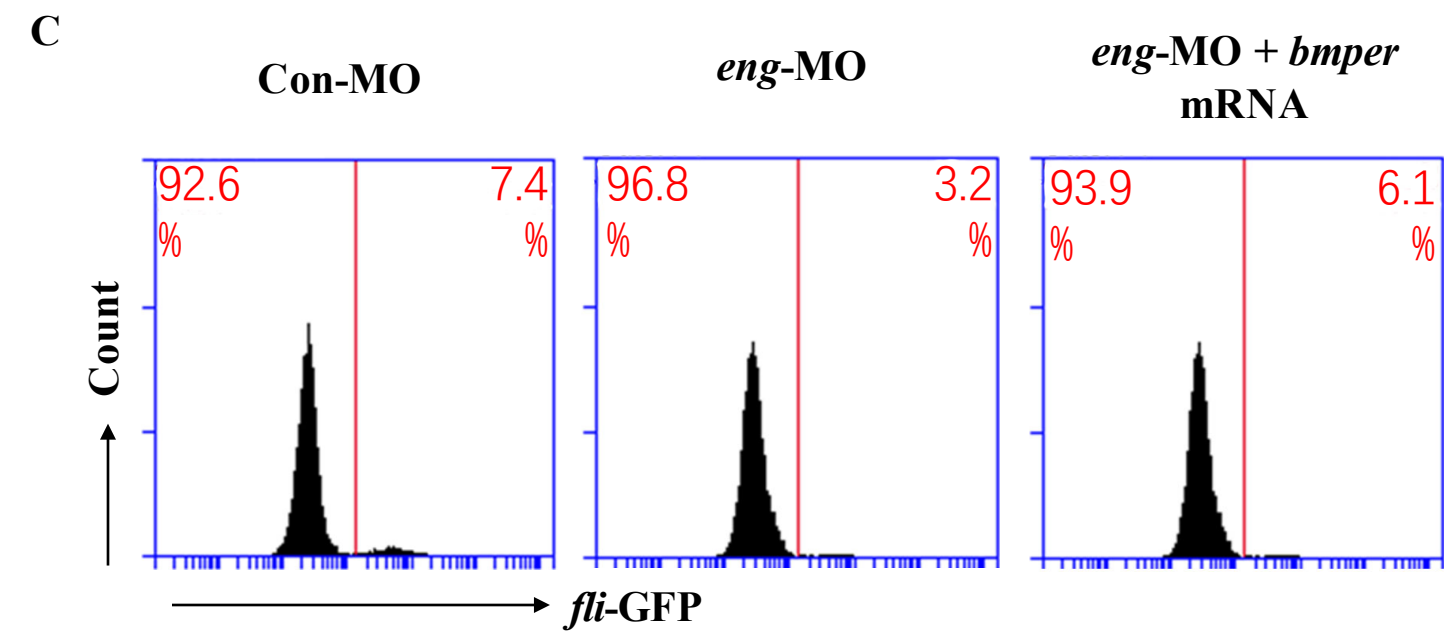 C
Con-MO
eng-MO
eng-MO + bmper
mRNA
92.6
%
7.4
%
96.8
%
3.2
%
93.9
%
6.1
%
Count
fli-GFP